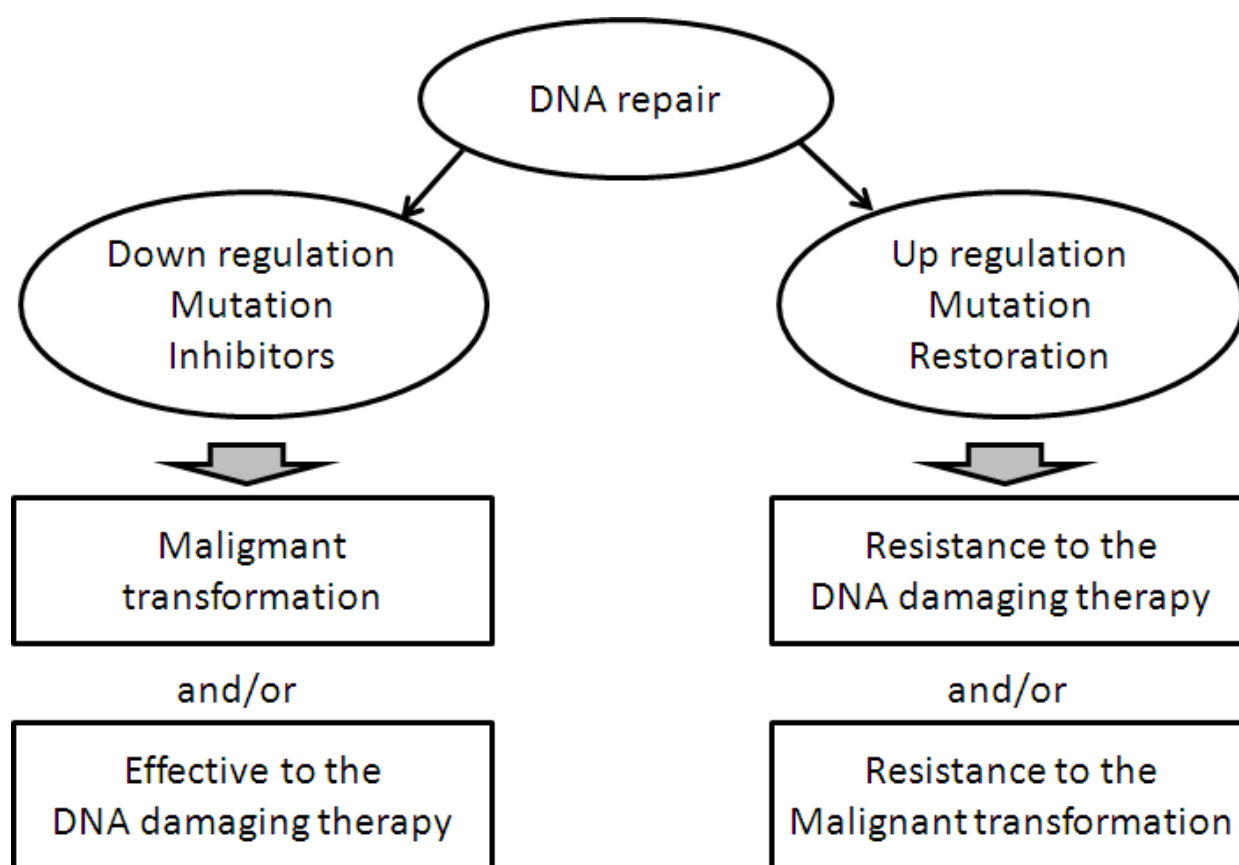 DNA repair
Down regulation
Mutation
Inhibitors
Up regulation
Mutation
Restoration
Maligmant
transformation
and/or
Effective to the
DNA damaging therapy
Resistance to the
DNA damaging therapy
and/or
Resistance to the
Malignant transformation